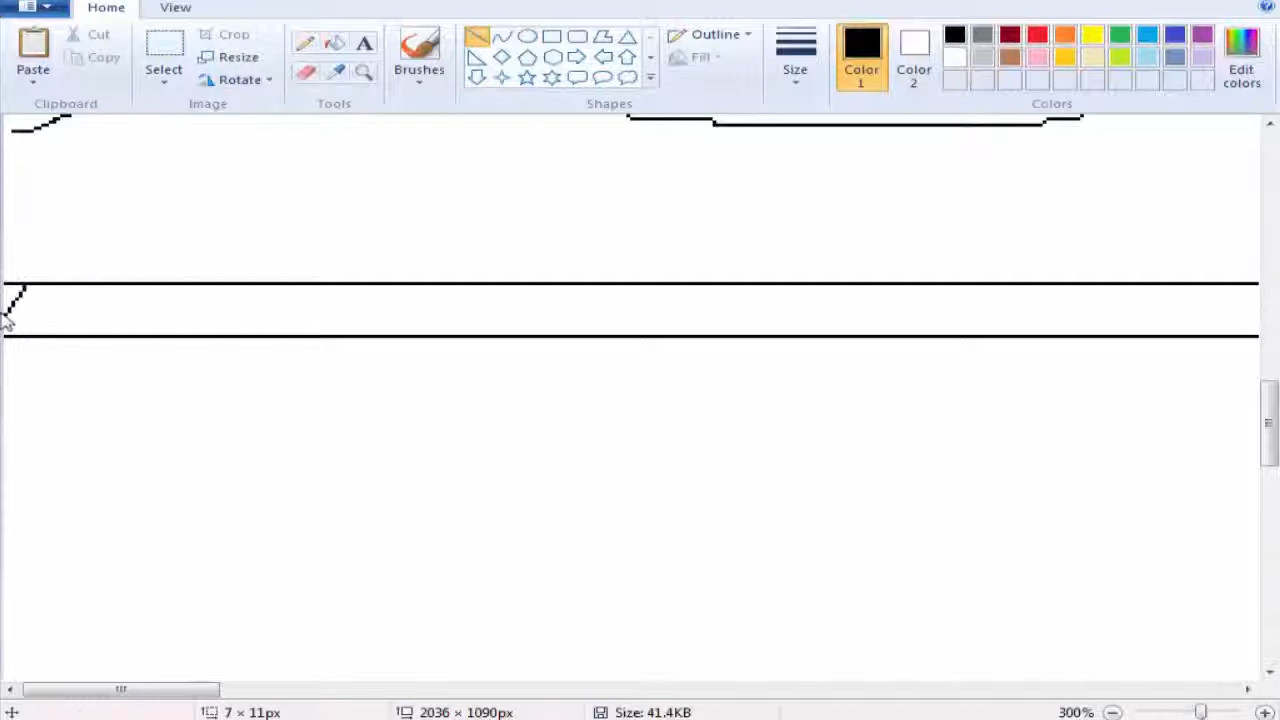 Home View
Paste
Cut
Copy
Clipboard
Select
Crop
Resize
Rotate
Image
Tools
Brushes
Outline
Fill
Shapes
Size
Color 1
Color 2
Edit colors
Colors
7 × 11px 2036 × 1090px Size: 41.4KB 300%